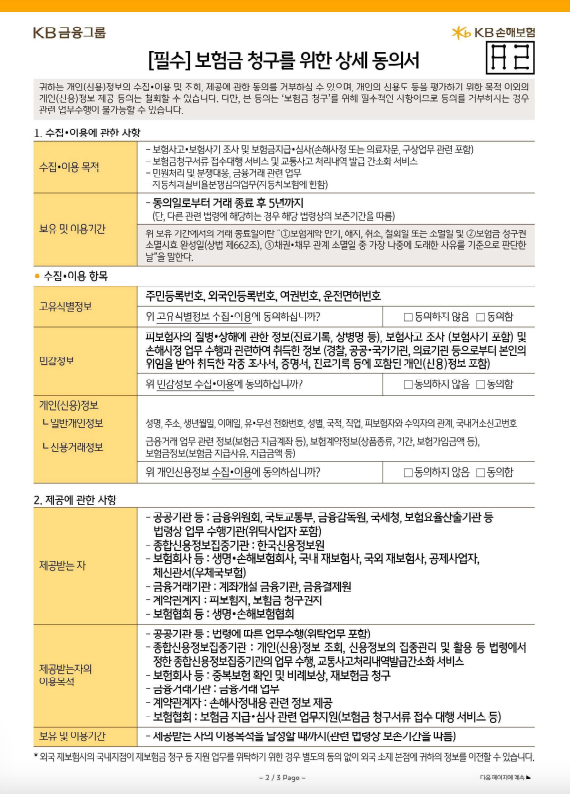 KB금융그룹
KB손해보험
[필수] 보험금 청구를 위한 상세 동의서
귀하는 개인(신용)정보의 수집•이용 및 조회, 제공에 관한 동의를 거부하실 수 있으며, 개인의 신용도 등을 평가하기 위한 목적 이외의
개인(신용)정보 제공 동의는 철회할 수 있습니다. 다만, 본 동의는 '보험금 청구'를 위해 필수적인 사항이므로 동의를 거부하시는 경우
관련 업무수행이 불가능할 수 있습니다.
1. 수집•이용에 관한 사항
수집•이용 목적
- 보험사고•보험사기 조사 및 보험금지급•심사(손해사정 또는 의료자문, 구상업무 관련 포함)
- 보험금청구서류 접수대행 서비스 및 교통사고 처리내역 발급 간소화 서비스
- 민원처리 및 분쟁대응, 금융거래 관련 업무
자동차과실비율분쟁심의업무(자동차보험에 한함)
보유 및 이용기간
- 동의일로부터 거래 종료 후 5년까지
(단, 다른 관련 법령에 해당하는 경우 해당 법령상의 보존기간을 따름)
위 보유 기간에서의 거래 종료일이란 "①보험계약 만기, 해지, 취소, 철회일 또는 소멸일 및 ②보험금 청구권
소멸시효 완성일(상법 제662조), ③채권•채무 관계 소멸일 중 가장 나중에 도래한 사유를 기준으로 판단한
날"을 말한다.
• 수집•이용 항목
고유식별정보
주민등록번호, 외국인등록번호, 여권번호, 운전면허번호
위 고유식별정보 수집•이용에 동의하십니까?
□ 동의하지 않음 □ 동의함
민감정보
피보험자의 질병•상해에 관한 정보(진료기록, 상병명 등), 보험사고 조사 (보험사기 포함) 및
손해사정 업무 수행과 관련하여 취득한 정보 (경찰, 공공•국가기관, 의료기관 등으로부터 본인의
위임을 받아 취득한 각종 조사서, 증명서, 진료기록 등에 포함된 개인(신용)정보 포함)
위 민감정보 수집•이용에 동의하십니까?
□ 동의하지 않음 □ 동의함
개인(신용)정보
ㄴ일반개인정보
성명, 주소, 생년월일, 이메일, 유•무선 전화번호, 성별, 국적, 직업, 피보험자와 수익자의 관계, 국내거소신고번호
ㄴ신용거래정보
금융거래 업무 관련 정보(보험금 지급계좌 등), 보험계약정보(상품종류, 기간, 보험가입금액 등),
보험금정보(보험금 지급사유, 지급금액 등)
위 개인신용정보 수집•이용에 동의하십니까?
□ 동의하지 않음 □ 동의함
2. 제공에 관한 사항
제공받는 자
- 공공기관 등 : 금융위원회, 국토교통부, 금융감독원, 국세청, 보험요율산출기관 등
법령상 업무 수행기관(위탁사업자 포함)
- 종합신용정보집중기관 : 한국신용정보원
- 보험회사 등 : 생명•손해보험회사, 국내 재보험사, 국외 재보험사, 공제사업자,
체신관서(우체국보험)
- 금융거래기관 : 계좌개설 금융기관, 금융결제원
- 계약관계자 : 피보험자, 보험금 청구권자
- 보험협회 등 : 생명•손해보험협회
제공받는자의
이용목적
- 공공기관 등 : 법령에 따른 업무수행(위탁업무 포함)
- 종합신용정보집중기관 : 개인(신용)정보 조회, 신용정보의 집중관리 및 활용 등 법령에서
정한 종합신용정보집중기관의 업무 수행, 교통사고처리내역발급간소화 서비스
- 보험회사 등 : 중복보험 확인 및 비례보상, 재보험금 청구
- 금융거래기관 : 금융거래 업무
- 계약관계자 : 손해사정내용 관련 정보 제공
- 보험협회 : 보험금 지급•심사 관련 업무지원(보험금 청구서류 접수 대행 서비스 등)
보유 및 이용기간
- 제공받는 자의 이용목적을 달성할 때까지(관련 법령상 보존기간을 따름)
* 외국 재보험사의 국내지점이 재보험금 청구 등 지원 업무를 위탁하기 위한 경우 별도의 동의 없이 외국 소재 본점에 귀하의 정보를 이전할 수 있습니다.
- 2 / 3 Page -
다음 페이지에 계속 ▶